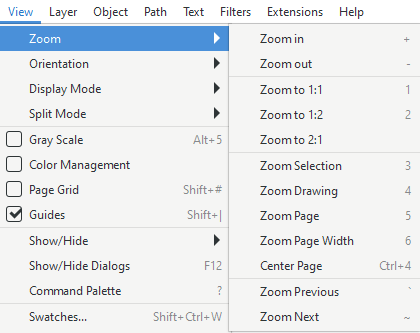 View Layer Object Path Text Filters Extensions Help
Zoom
Orientation
Display Mode
Split Mode
Gray Scale Alt+5
Color Management
Page Grid Shift+#
Guides Shift+|
Show/Hide
Show/Hide Dialogs F12
Command Palette ?
Swatches... Shift+Ctrl+W
Zoom in +
Zoom out -
Zoom to 1:1 1
Zoom to 1:2 2
Zoom to 2:1
Zoom Selection 3
Zoom Drawing 4
Zoom Page 5
Zoom Page Width 6
Center Page Ctrl+4
Zoom Previous `
Zoom Next ~